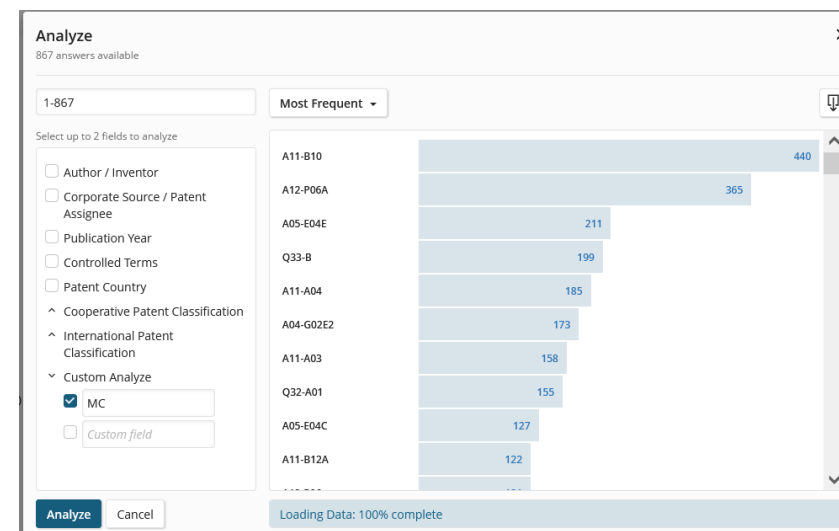 Analyze
867 answers available
1-867
Most Frequent
Select up to 2 fields to analyze
Author / Inventor
Corporate Source / Patent
Assignee
Publication Year
Controlled Terms
Patent Country
Cooperative Patent Classification
International Patent
Classification
Custom Analyze
MC
Custom field
A11-B10 440
A12-P06A 365
A05-E04E 211
Q33-B 199
A11-A04 185
A04-G02E2 173
A11-A03 158
Q32-A01 155
A05-E04C 127
A11-B12A 122
Analyze
Cancel
Loading Data: 100% complete